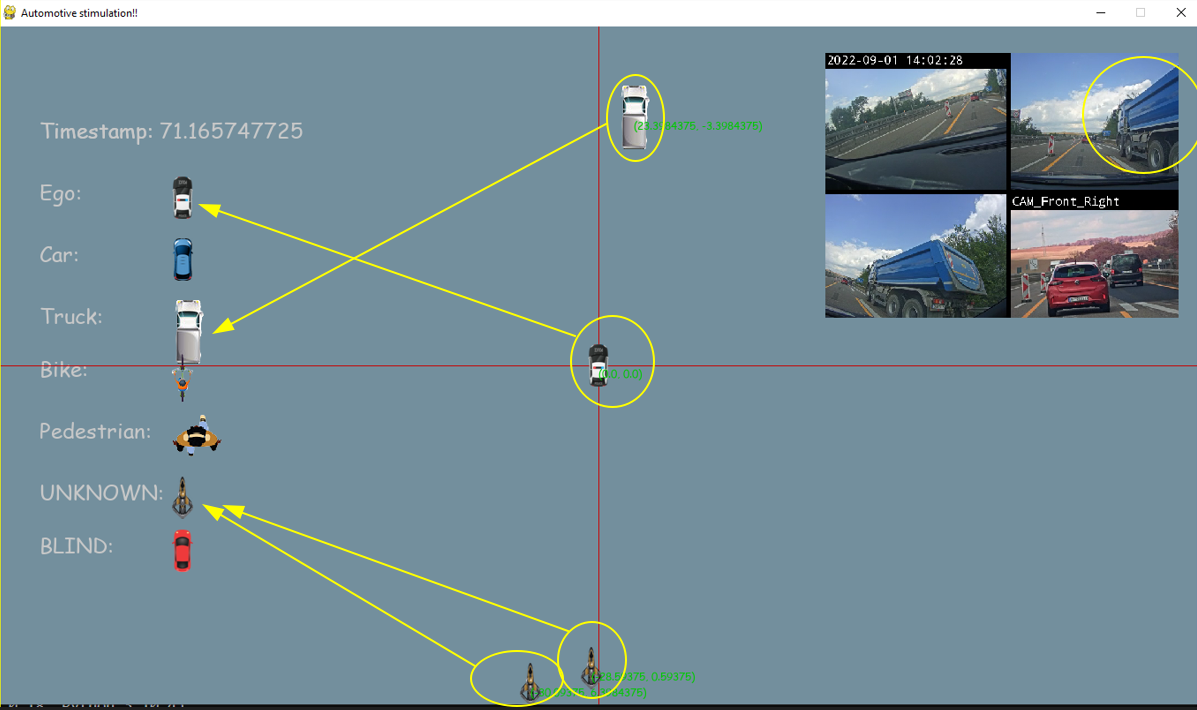 Automotive stimulation!!
2022-09-01 14:02:28
Timestamp: 71.165747725
Ego:
CAM_Front_Right
Car:
Truck:
Bike:
(0.0, 0.0)
Pedestrian:
UNKNOWN:
BLIND: